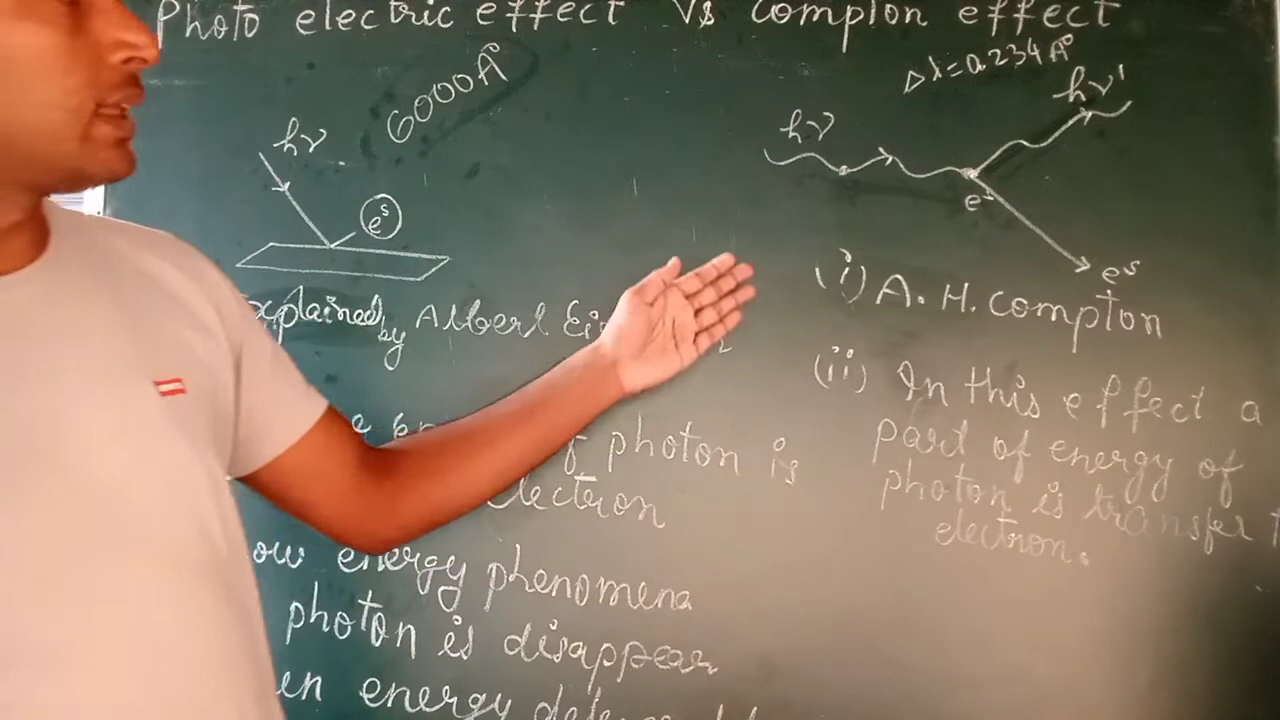 Photo electric effect Vs Compton effect
6000A°
hν
e^s
xplained by Albert Ei
photon is
lectron
ow energy phenomena
photon is disappear
en energy
Δλ=0.234A°
hν
hν'
e^s
e^s
(i) A. H. Compton
(ii) In this effect a
part of energy of
photon is transfer t
electron.